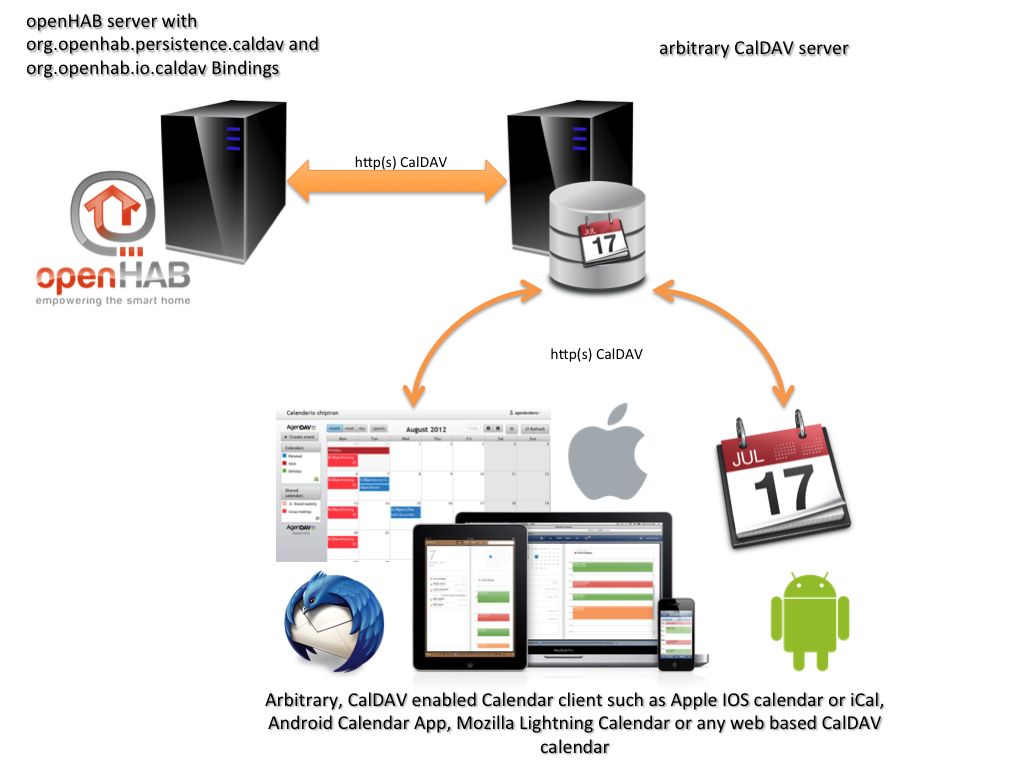 openHAB server with
org.openhab.persistence.caldav and
org.openhab.io.caldav Bindings
arbitrary CalDAV server
http(s) CalDAV
JUL
17
openHAB
empowering the smart home
http(s) CalDAV
Calendario chipiron
AgenDAV
month week day agenda
August 2012
Today
Refresh
Create event
Mon Tue Wed Thu Fri Sat Sun
Calendars
Personal
Work
Birthdays
Shared
calendars
Group meetings
AgenDAV
JUL
17
7
Arbitrary, CalDAV enabled Calendar client such as Apple IOS calendar or iCal,
Android Calendar App, Mozilla Lightning Calendar or any web based CalDAV
calendar